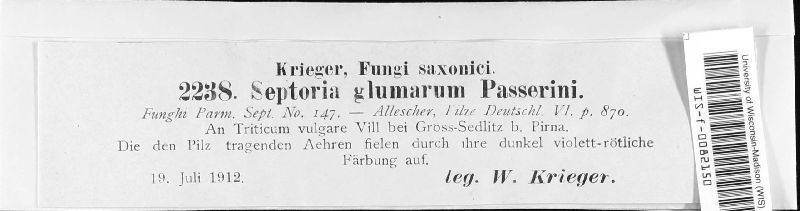 Krieger, Fungi saxonici.
2238. Septoria glumarum Passerini.
Funghi Parm. Sept. No. 147. — Allescher, Pilze Deutschl. VI. p. 870.
An Triticum vulgare Vill bei Gross-Sedlitz b. Pirna.
Die den Pilz tragenden Aehren fielen durch ihre dunkel violett-rötliche
Färbung auf.
19. Juli 1912. leg. W. Krieger.
University of Wisconsin-Madison (WIS)
WIS-f-0082150